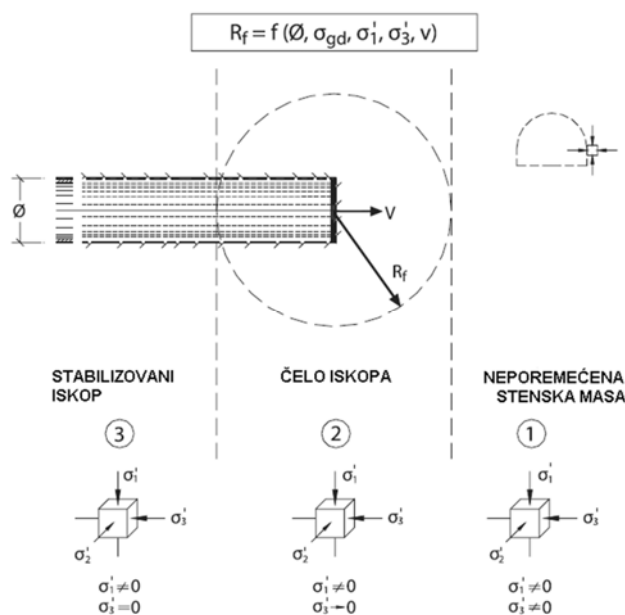 R_f = f (Ø, σ_gd, σ'_1, σ'_3, v)
Ø
V
R_f
STABILIZOVANI
ISKOP
ČELO ISKOPA
NEPOREMEĆENA
STENSKA MASA
3
2
1
σ'_1
σ'_3
σ'_2
σ'_1≠0
σ'_3=0
σ'_1
σ'_3
σ'_2
σ'_1≠0
σ'_3→0
σ'_1
σ'_3
σ'_2
σ'_1≠0
σ'_3≠0